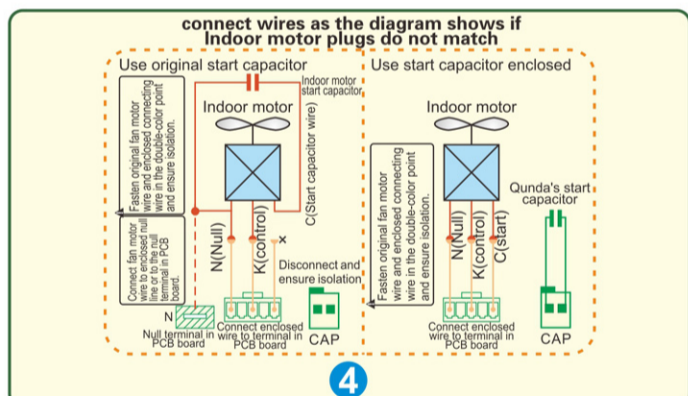 connect wires as the diagram shows if
Indoor motor plugs do not match
Use original start capacitor
Indoor motor
start capacitor
Indoor motor
Fasten original fan motor
wire and enclosed connecting
wire in the double-color point
and ensure isolation.
Connect fan motor
wire to enclosed null
line or to the null
terminal in PCB
board.
N(Null)
K(control)
C(Start capacitor wire)
×
Disconnect and
ensure isolation
N
Null terminal in
PCB board
Connect enclosed
wire to terminal in
PCB board
CAP
Use start capacitor enclosed
Indoor motor
Fasten original fan motor
wire and enclosed connecting
wire in the double-color point
and ensure isolation.
N(Null)
K(control)
C(start)
Qunda's start
capacitor
Connect enclosed
wire to terminal in
PCB board
CAP
4